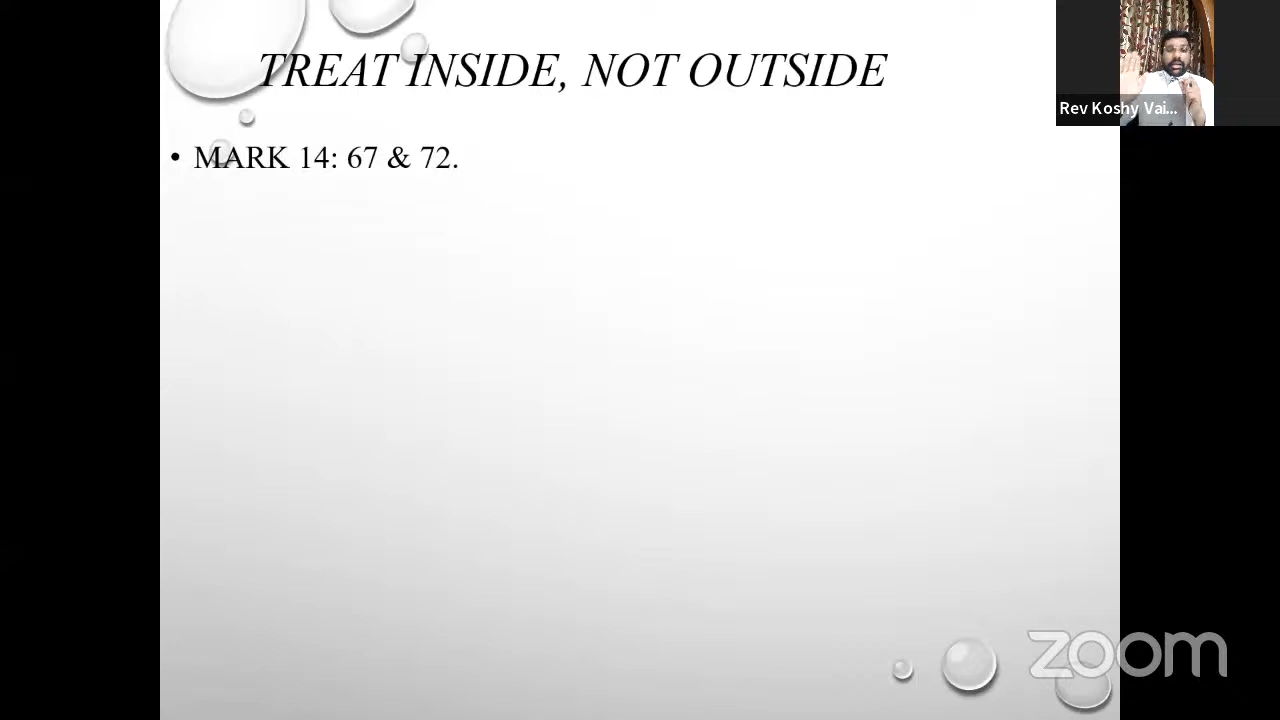 TREAT INSIDE, NOT OUTSIDE
• MARK 14: 67 & 72.
Rev Koshy Vai...
zoom